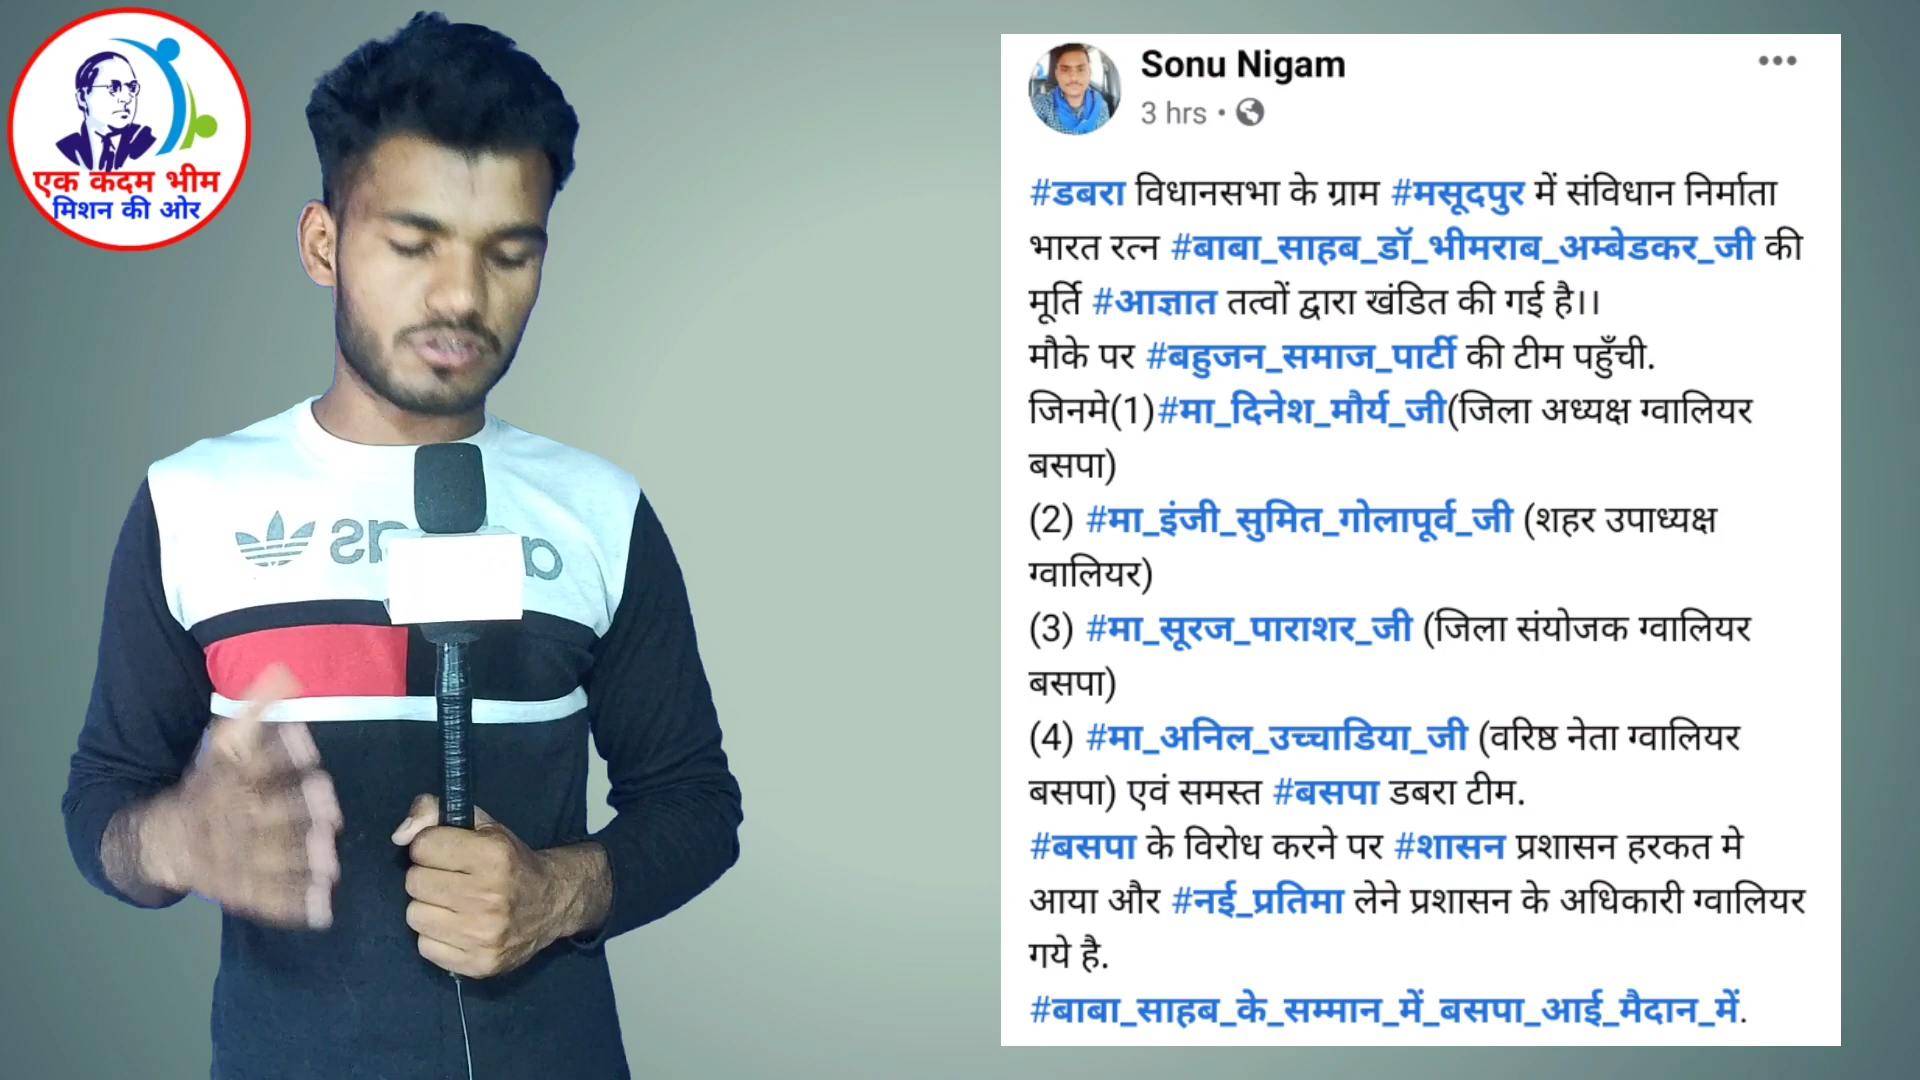 एक कदम भीम
मिशन की ओर
adidas
Sonu Nigam
3 hrs •
#डबरा विधानसभा के ग्राम #मसूदपुर में संविधान निर्माता
भारत रत्न #बाबा_साहब_डॉ_भीमराब_अम्बेडकर_जी की
मूर्ति #आज्ञात तत्वों द्वारा खंडित की गई है।।
मौके पर #बहुजन_समाज_पार्टी की टीम पहुँची.
जिनमे(1)#मा_दिनेश_मौर्य_जी(जिला अध्यक्ष ग्वालियर
बसपा)
(2) #मा_इंजी_सुमित_गोलापूर्व_जी (शहर उपाध्यक्ष
ग्वालियर)
(3) #मा_सूरज_पाराशर_जी (जिला संयोजक ग्वालियर
बसपा)
(4) #मा_अनिल_उच्चाडिया_जी (वरिष्ठ नेता ग्वालियर
बसपा) एवं समस्त #बसपा डबरा टीम.
#बसपा के विरोध करने पर #शासन प्रशासन हरकत मे
आया और #नई_प्रतिमा लेने प्रशासन के अधिकारी ग्वालियर
गये है.
#बाबा_साहब_के_सम्मान_में_बसपा_आई_मैदान_में.